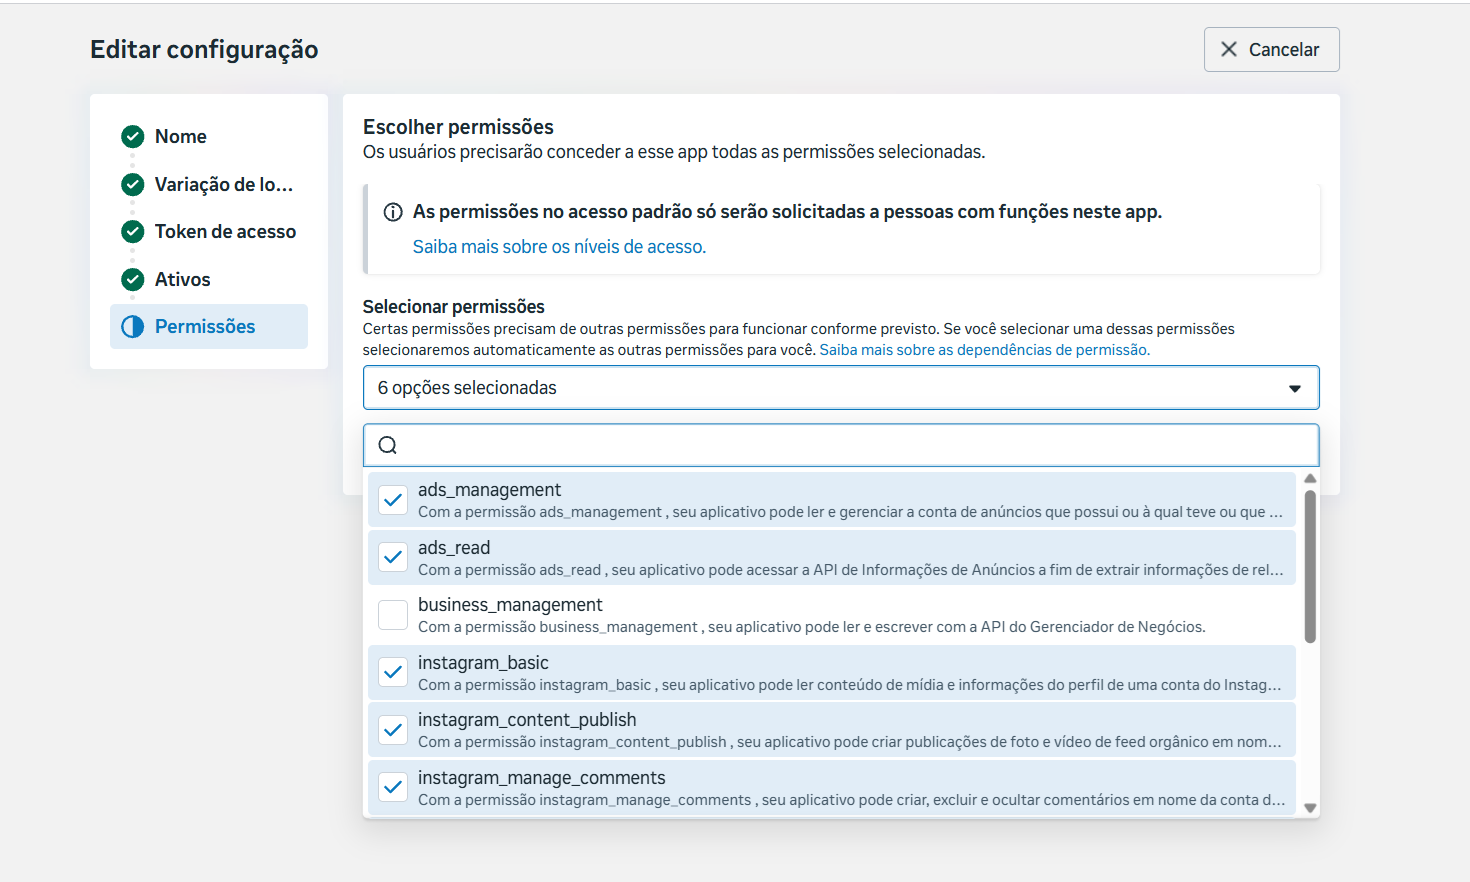 Editar configuração
Cancelar
Nome
Variação de lo...
Token de acesso
Ativos
Permissões
Escolher permissões
Os usuários precisarão conceder a esse app todas as permissões selecionadas.
As permissões no acesso padrão só serão solicitadas a pessoas com funções neste app.
Saiba mais sobre os níveis de acesso.
Selecionar permissões
Certas permissões precisam de outras permissões para funcionar conforme previsto. Se você selecionar uma dessas permissões
selecionaremos automaticamente as outras permissões para você. Saiba mais sobre as dependências de permissão.
6 opções selecionadas
ads_management
Com a permissão ads_management , seu aplicativo pode ler e gerenciar a conta de anúncios que possui ou à qual teve ou que ...
ads_read
Com a permissão ads_read , seu aplicativo pode acessar a API de Informações de Anúncios a fim de extrair informações de rel...
business_management
Com a permissão business_management , seu aplicativo pode ler e escrever com a API do Gerenciador de Negócios.
instagram_basic
Com a permissão instagram_basic , seu aplicativo pode ler conteúdo de mídia e informações do perfil de uma conta do Instag...
instagram_content_publish
Com a permissão instagram_content_publish , seu aplicativo pode criar publicações de foto e vídeo de feed orgânico em nom...
instagram_manage_comments
Com a permissão instagram_manage_comments , seu aplicativo pode criar, excluir e ocultar comentários em nome da conta d...